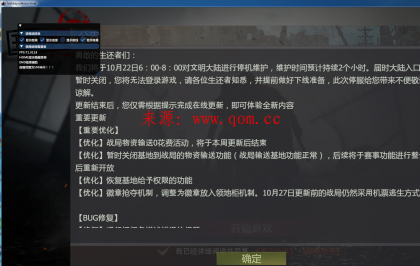 勇敢的生还者们：
我们将于10月22日6：00-8：00对文明大陆进行停机维护，维护时间预计持续2个小时。届时大陆入口
暂时关闭，您将无法登录游戏，请各位生还者知悉，并提前做好下线准备，此次停服给您带来不便敬
谅解。
更新结束后，您仅需根据提示完成在线更新，即可体验全新内容
重要更新
来源：www.qom.cc
【重要优化】
【优化】战局物资输送0花费活动，将于本周更新后结束
【优化】暂时关闭基地到战局的物资输送功能（战局输送基地功能正常），后续将于赛事功能进行整
后重新开放
【优化】恢复基地给予权限的功能
【优化】徽章抢夺机制，调整为徽章放入领地柜机制。10月27日更新前的战局仍然采用机票逃生方式
【BUG修复】
确定